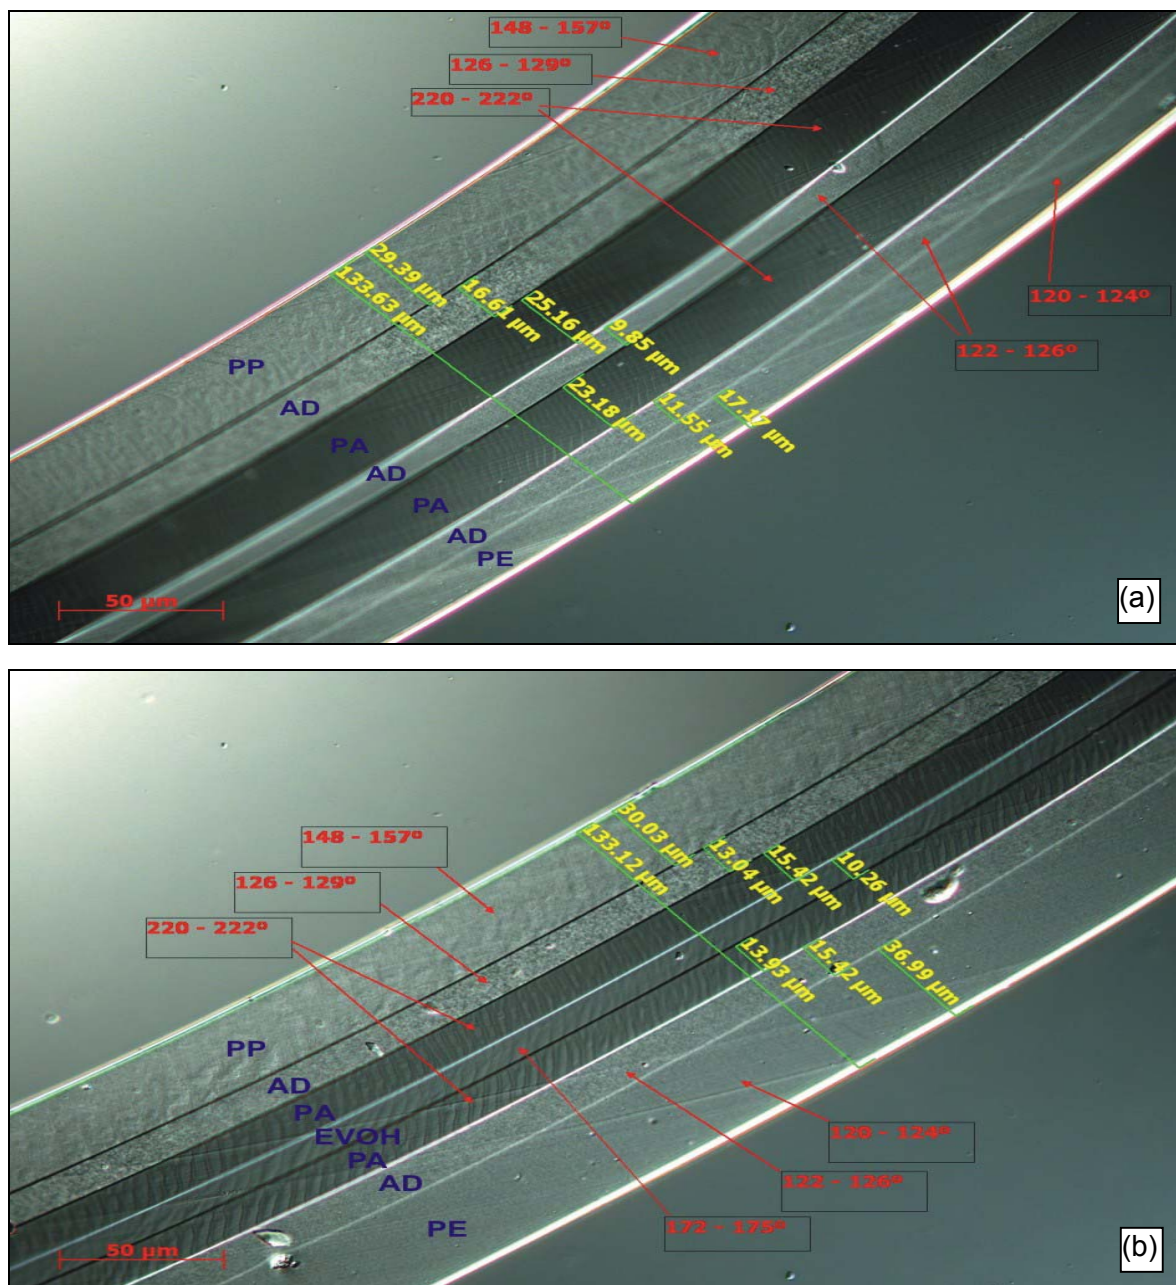 148 - 157º
126 - 129º
220 - 222º
29.39 µm
133.63 µm
16.61 µm
25.16 µm
9.85 µm
23.18 µm
11.55 µm
17.17 µm
120 - 124º
122 - 126º
PP
AD
PA
AD
PA
AD
PE
50 µm
(a)
30.03 µm
133.12 µm
13.04 µm
15.42 µm
10.26 µm
13.93 µm
15.42 µm
36.99 µm
148 - 157º
126 - 129º
220 - 222º
PP
AD
PA
EVOH
PA
AD
PE
120 - 124º
122 - 126º
172 - 175º
50 µm
(b)